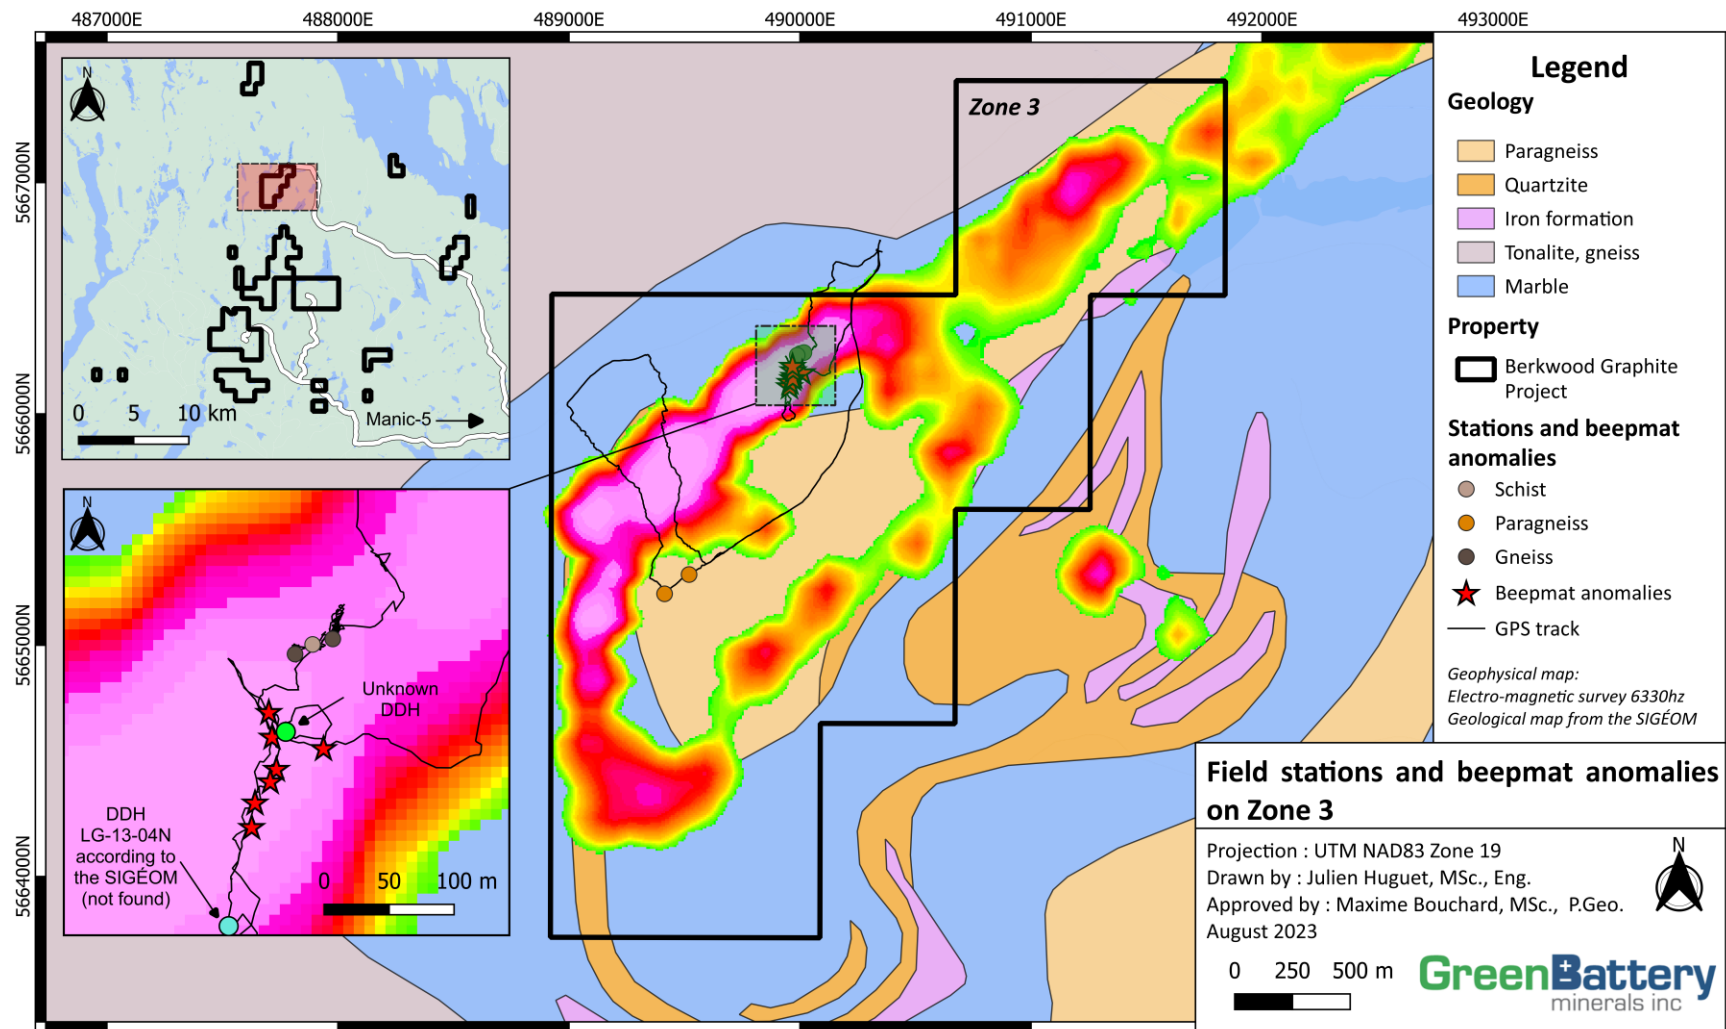 487000E
488000E
489000E
490000E
491000E
492000E
493000E
5667000N
5666000N
5665000N
5664000N
N
0 5 10 km
Manic-5
Zone 3
N
Unknown
DDH
DDH
LG-13-04N
according to
the SIGÉOM
(not found)
0 50 100 m
Legend
Geology
Paragneiss
Quartzite
Iron formation
Tonalite, gneiss
Marble
Property
Berkwood Graphite
Project
Stations and beepmat
anomalies
Schist
Paragneiss
Gneiss
Beepmat anomalies
GPS track
Geophysical map:
Electro-magnetic survey 6330hz
Geological map from the SIGÉOM
Field stations and beepmat anomalies
on Zone 3
Projection : UTM NAD83 Zone 19
Drawn by : Julien Huguet, MSc., Eng.
Approved by : Maxime Bouchard, MSc., P.Geo.
August 2023
N
0 250 500 m
GreenBattery
minerals inc